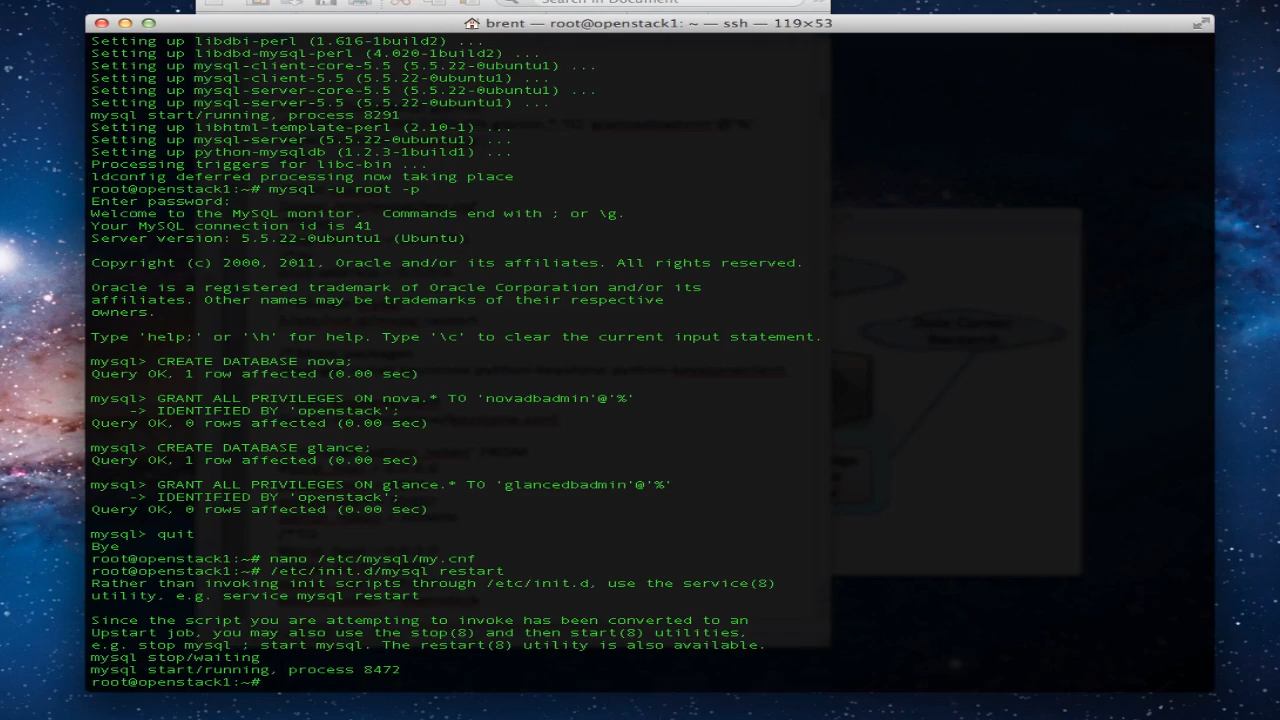 Search in Document
brent — root@openstack1: ~ — ssh — 119×53
Setting up libdbi-perl (1.616-1build2) ...
Setting up libdbd-mysql-perl (4.020-1build2) ...
Setting up mysql-client-core-5.5 (5.5.22-0ubuntu1) ...
Setting up mysql-client-5.5 (5.5.22-0ubuntu1) ...
Setting up mysql-server-core-5.5 (5.5.22-0ubuntu1) ...
Setting up mysql-server-5.5 (5.5.22-0ubuntu1) ...
mysql start/running, process 8291
Setting up libhtml-template-perl (2.10-1) ...
Setting up mysql-server (5.5.22-0ubuntu1) ...
Setting up python-mysqldb (1.2.3-1build1) ...
Processing triggers for libc-bin ...
ldconfig deferred processing now taking place
root@openstack1:~# mysql -u root -p
Enter password:
Welcome to the MySQL monitor.  Commands end with ; or \g.
Your MySQL connection id is 41
Server version: 5.5.22-0ubuntu1 (Ubuntu)
Copyright (c) 2000, 2011, Oracle and/or its affiliates. All rights reserved.
Oracle is a registered trademark of Oracle Corporation and/or its
affiliates. Other names may be trademarks of their respective
owners.
Type 'help;' or '\h' for help. Type '\c' to clear the current input statement.
mysql> CREATE DATABASE nova;
Query OK, 1 row affected (0.00 sec)
mysql> GRANT ALL PRIVILEGES ON nova.* TO 'novadbadmin'@'%'
    -> IDENTIFIED BY 'openstack';
Query OK, 0 rows affected (0.00 sec)
mysql> CREATE DATABASE glance;
Query OK, 1 row affected (0.00 sec)
mysql> GRANT ALL PRIVILEGES ON glance.* TO 'glancedbadmin'@'%'
    -> IDENTIFIED BY 'openstack';
Query OK, 0 rows affected (0.00 sec)
mysql> quit
Bye
root@openstack1:~# nano /etc/mysql/my.cnf
root@openstack1:~# /etc/init.d/mysql restart
Rather than invoking init scripts through /etc/init.d, use the service(8)
utility, e.g. service mysql restart
Since the script you are attempting to invoke has been converted to an
Upstart job, you may also use the stop(8) and then start(8) utilities,
e.g. stop mysql ; start mysql. The restart(8) utility is also available.
mysql stop/waiting
mysql start/running, process 8472
root@openstack1:~#